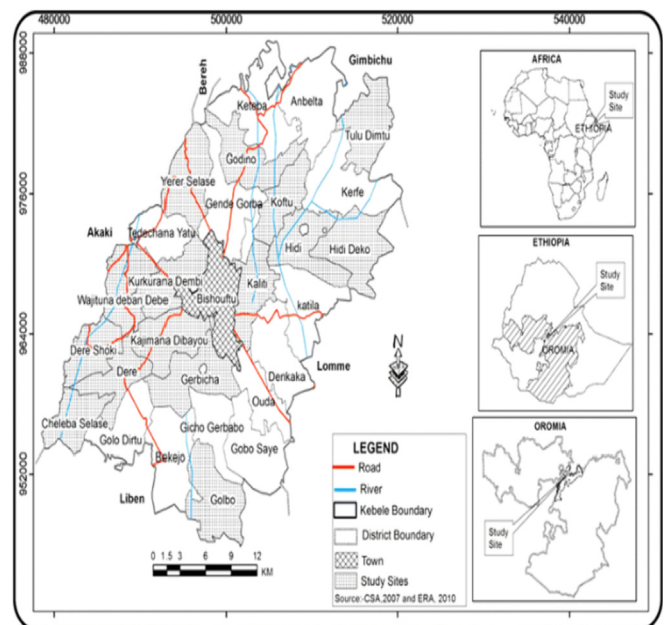 480000 500000 520000 540000
988000
976000
9640000
952000
Bereh
Gimbichu
Keteba
Anbelta
Tulu Dimtu
Godino
Yerer Selase
Kerfe
Gende Gorba
Koftu
Akaki
Tedechana Yatu
Hidi
Hidi Deko
Kurkurana Dembi
Kaliti
Bishouftu
Wajituna deban Debe
katila
Kajimana Dibayou
Dere Shoki
Lomme
N
Dere
Gerbicha
Denkaka
Ouda
Cheleba Selase
Gicho Gerbabo
Golo Dirtu
Gobo Saye
Bekejo
Liben
Golbo
0 1.5 3 6 9 12
KM
LEGEND
Road
River
Kebele Boundary
District Boundary
Town
Study Sites
Source:-CSA,2007 and ERA, 2010
AFRICA
Study
Site
ETHIOPIA
ETHIOPIA
Study
Site
OROMIA
OROMIA
Study
Site